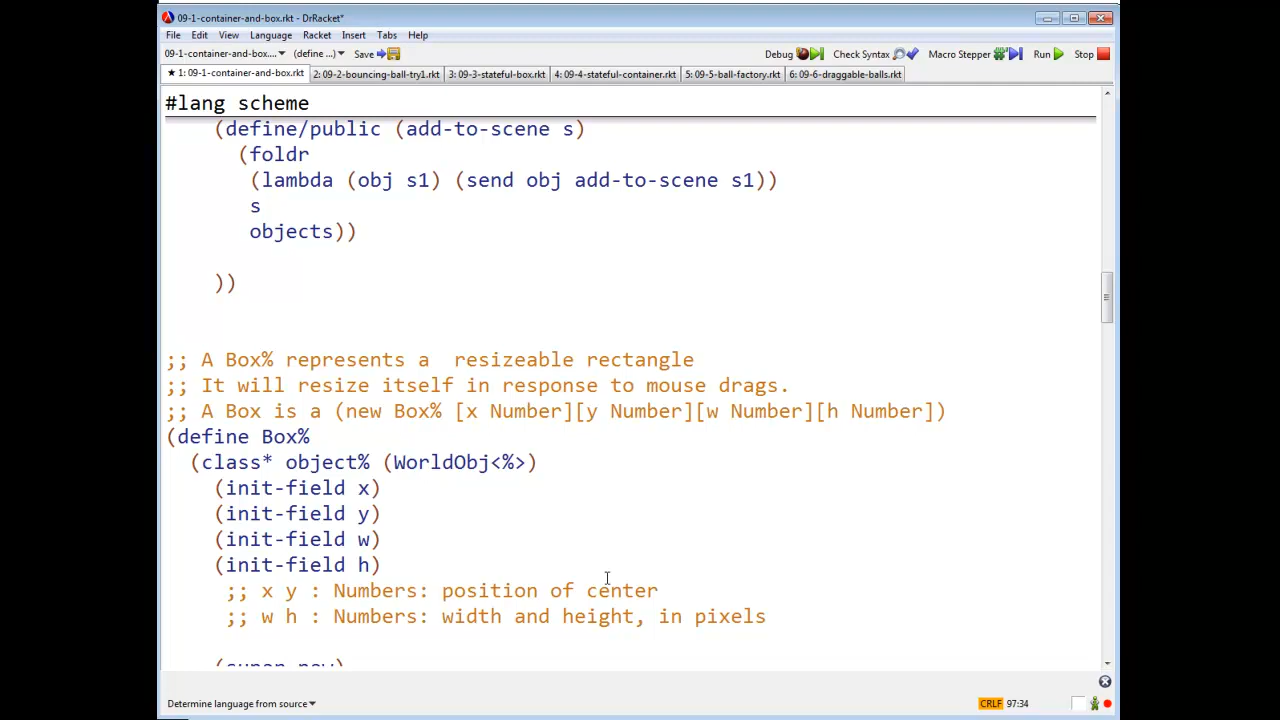 09-1-container-and-box.rkt - DrRacket*
File Edit View Language Racket Insert Tabs Help
09-1-container-and-box.... (define ...) Save Debug Check Syntax Macro Stepper Run Stop
★ 1: 09-1-container-and-box.rkt 2: 09-2-bouncing-ball-try1.rkt 3: 09-3-stateful-box.rkt 4: 09-4-stateful-container.rkt 5: 09-5-ball-factory.rkt 6: 09-6-draggable-balls.rkt
#lang scheme
(define/public (add-to-scene s)
(foldr
(lambda (obj s1) (send obj add-to-scene s1))
s
objects))
))
;; A Box% represents a  resizeable rectangle
;; It will resize itself in response to mouse drags.
;; A Box is a (new Box% [x Number][y Number][w Number][h Number])
(define Box%
(class* object% (WorldObj<%>)
(init-field x)
(init-field y)
(init-field w)
(init-field h)
;; x y : Numbers: position of center
;; w h : Numbers: width and height, in pixels
(super-new)
Determine language from source CRLF 97:34